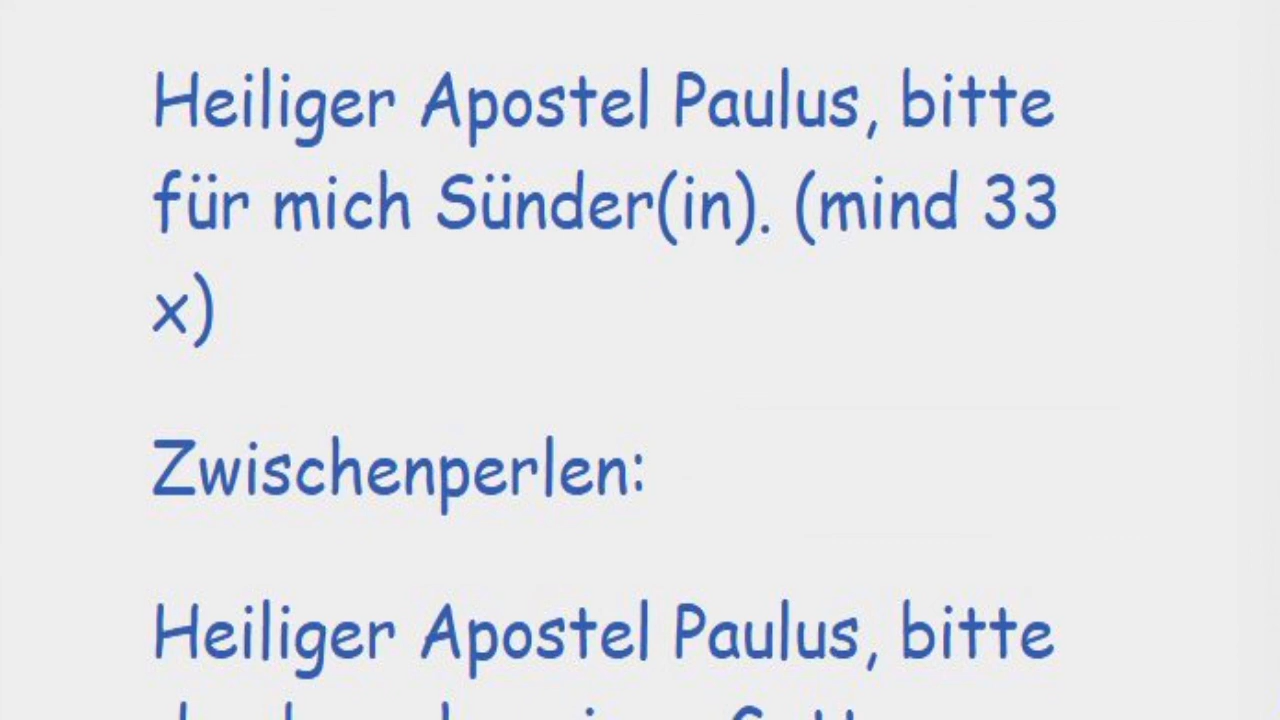 Heiliger Apostel Paulus, bitte
für mich Sünder(in). (mind 33
x)
Zwischenperlen:
Heiliger Apostel Paulus, bitte